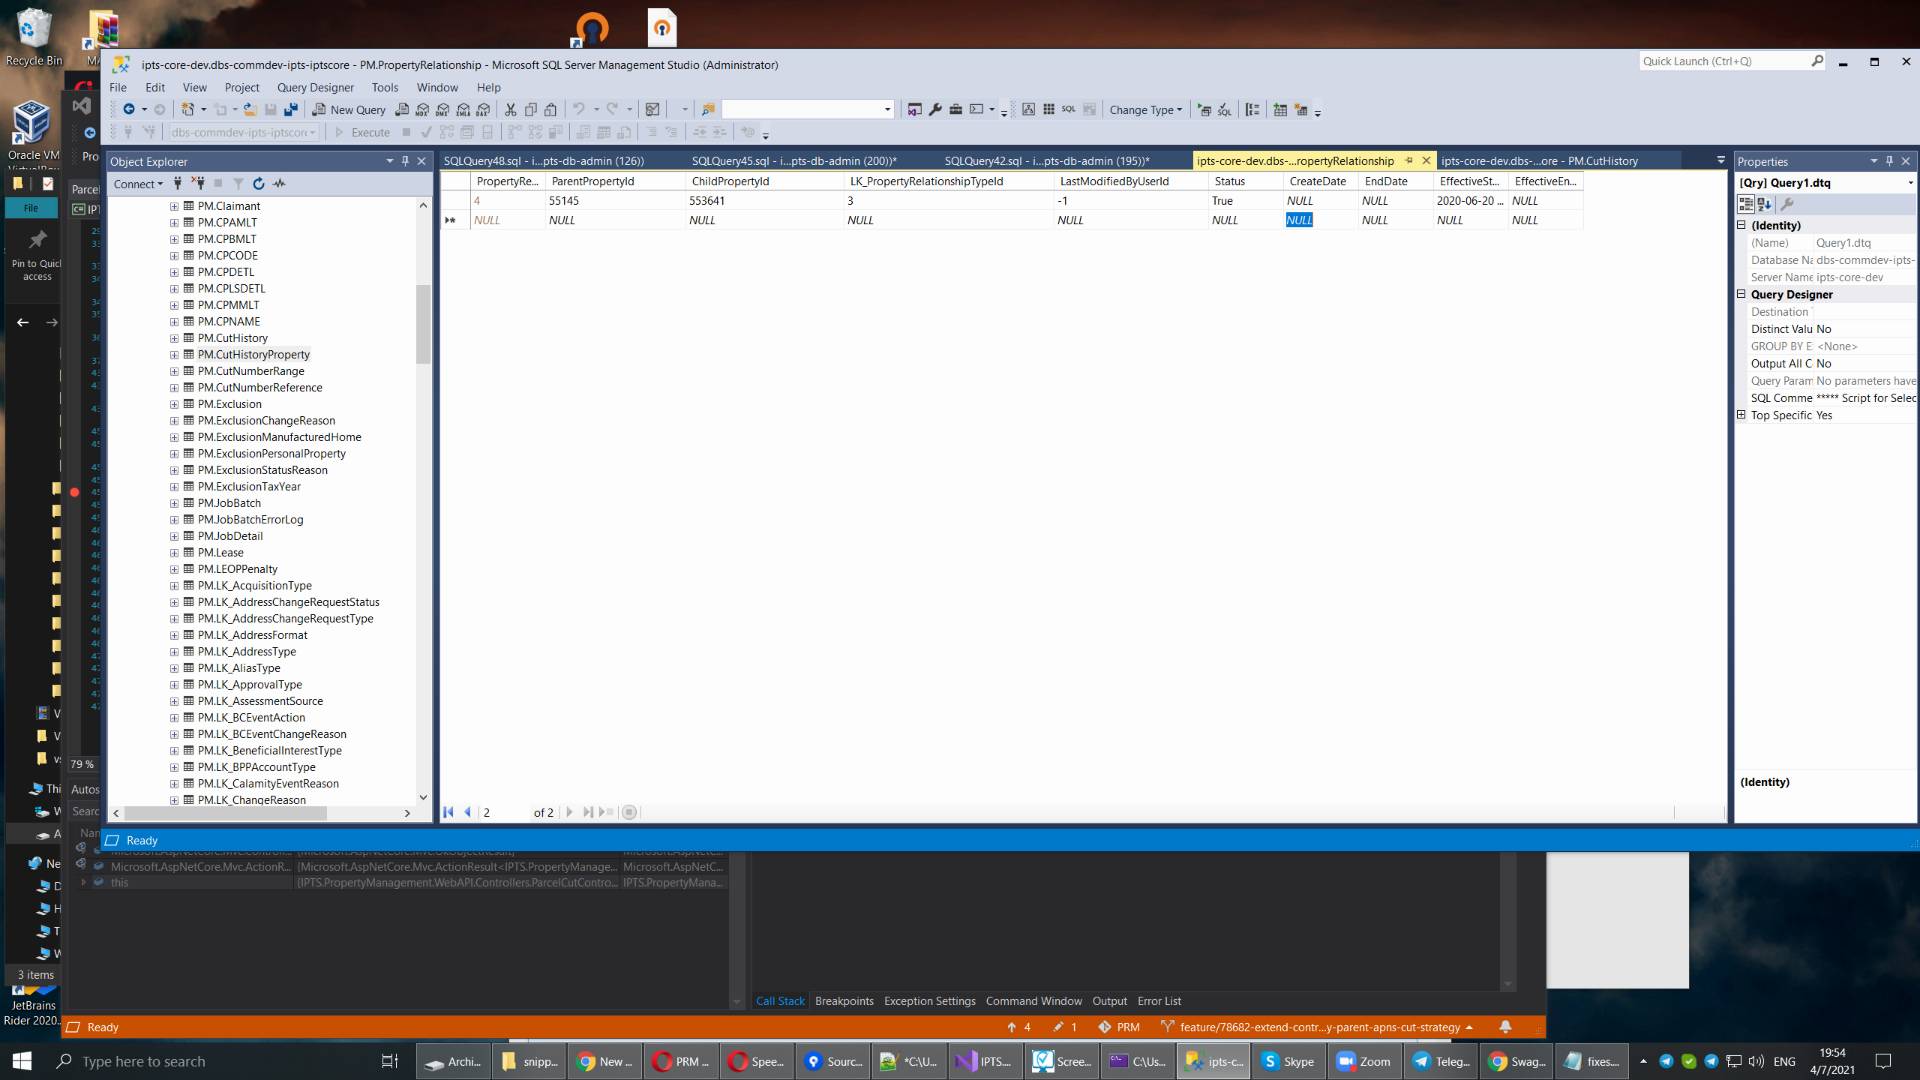 Recycle Bin
ipts-core-dev.dbs-commdev-ipts-iptscore - PM.PropertyRelationship - Microsoft SQL Server Management Studio (Administrator)
Quick Launch (Ctrl+Q)
File Edit View Project Query Designer Tools Window Help
New Query
SQL
Change Type
dbs-commdev-ipts-iptscor
Execute
Oracle VM
Object Explorer
SQLQuery48.sql - i...pts-db-admin (126))
SQLQuery45.sql - i...pts-db-admin (200))*
SQLQuery42.sql - i...pts-db-admin (195))*
ipts-core-dev.dbs-...ropertyRelationship
ipts-core-dev.dbs-...ore - PM.CutHistory
Properties
Connect
PropertyRe... ParentPropertyId ChildPropertyId LK_PropertyRelationshipTypeId LastModifiedByUserId Status CreateDate EndDate EffectiveSt... EffectiveEn...
4 55145 553641 3 -1 True NULL NULL 2020-06-20 ... NULL
NULL NULL NULL NULL NULL NULL NULL NULL NULL NULL
PM.Claimant
PM.CPAMLT
PM.CPBMLT
PM.CPCODE
PM.CPDETL
PM.CPLSDETL
PM.CPMMLT
PM.CPNAME
PM.CutHistory
PM.CutHistoryProperty
PM.CutNumberRange
PM.CutNumberReference
PM.Exclusion
PM.ExclusionChangeReason
PM.ExclusionManufacturedHome
PM.ExclusionPersonalProperty
PM.ExclusionStatusReason
PM.ExclusionTaxYear
PM.JobBatch
PM.JobBatchErrorLog
PM.JobDetail
PM.Lease
PM.LEOPPenalty
PM.LK_AcquisitionType
PM.LK_AddressChangeRequestStatus
PM.LK_AddressChangeRequestType
PM.LK_AddressFormat
PM.LK_AddressType
PM.LK_AliasType
PM.LK_ApprovalType
PM.LK_AssessmentSource
PM.LK_BCEventAction
PM.LK_BCEventChangeReason
PM.LK_BeneficialInterestType
PM.LK_BPPAccountType
PM.LK_CalamityEventReason
PM.LK_ChangeReason
2 of 2
[Qry] Query1.dtq
(Identity)
(Name) Query1.dtq
Database Na dbs-commdev-ipts-
Server Name ipts-core-dev
Query Designer
Destination
Distinct Valu No
GROUP BY E <None>
Output All C No
Query Param No parameters have
SQL Comme ***** Script for Selec
Top Specific Yes
(Identity)
Ready
File
Pin to Quick
access
Parcel
79 %
Autos
3 items
JetBrains
Rider 2020...
Microsoft.AspNetCore.Mvc.ActionR... {Microsoft.AspNetCore.Mvc.ActionResult<IPTS.PropertyManage... Microsoft.AspNetC...
this {IPTS.PropertyManagement.WebAPI.Controllers.ParcelCutContro... IPTS.PropertyMana...
Call Stack Breakpoints Exception Settings Command Window Output Error List
Ready
4 1 PRM feature/78682-extend-contr...y-parent-apns-cut-strategy
Type here to search
Archi... snipp... New ... PRM ... Spee... Sourc... *C:\U... IPTS.... Scree... C:\Us... ipts-c... Skype Zoom Teleg... Swag... fixes....
ENG
19:54
4/7/2021